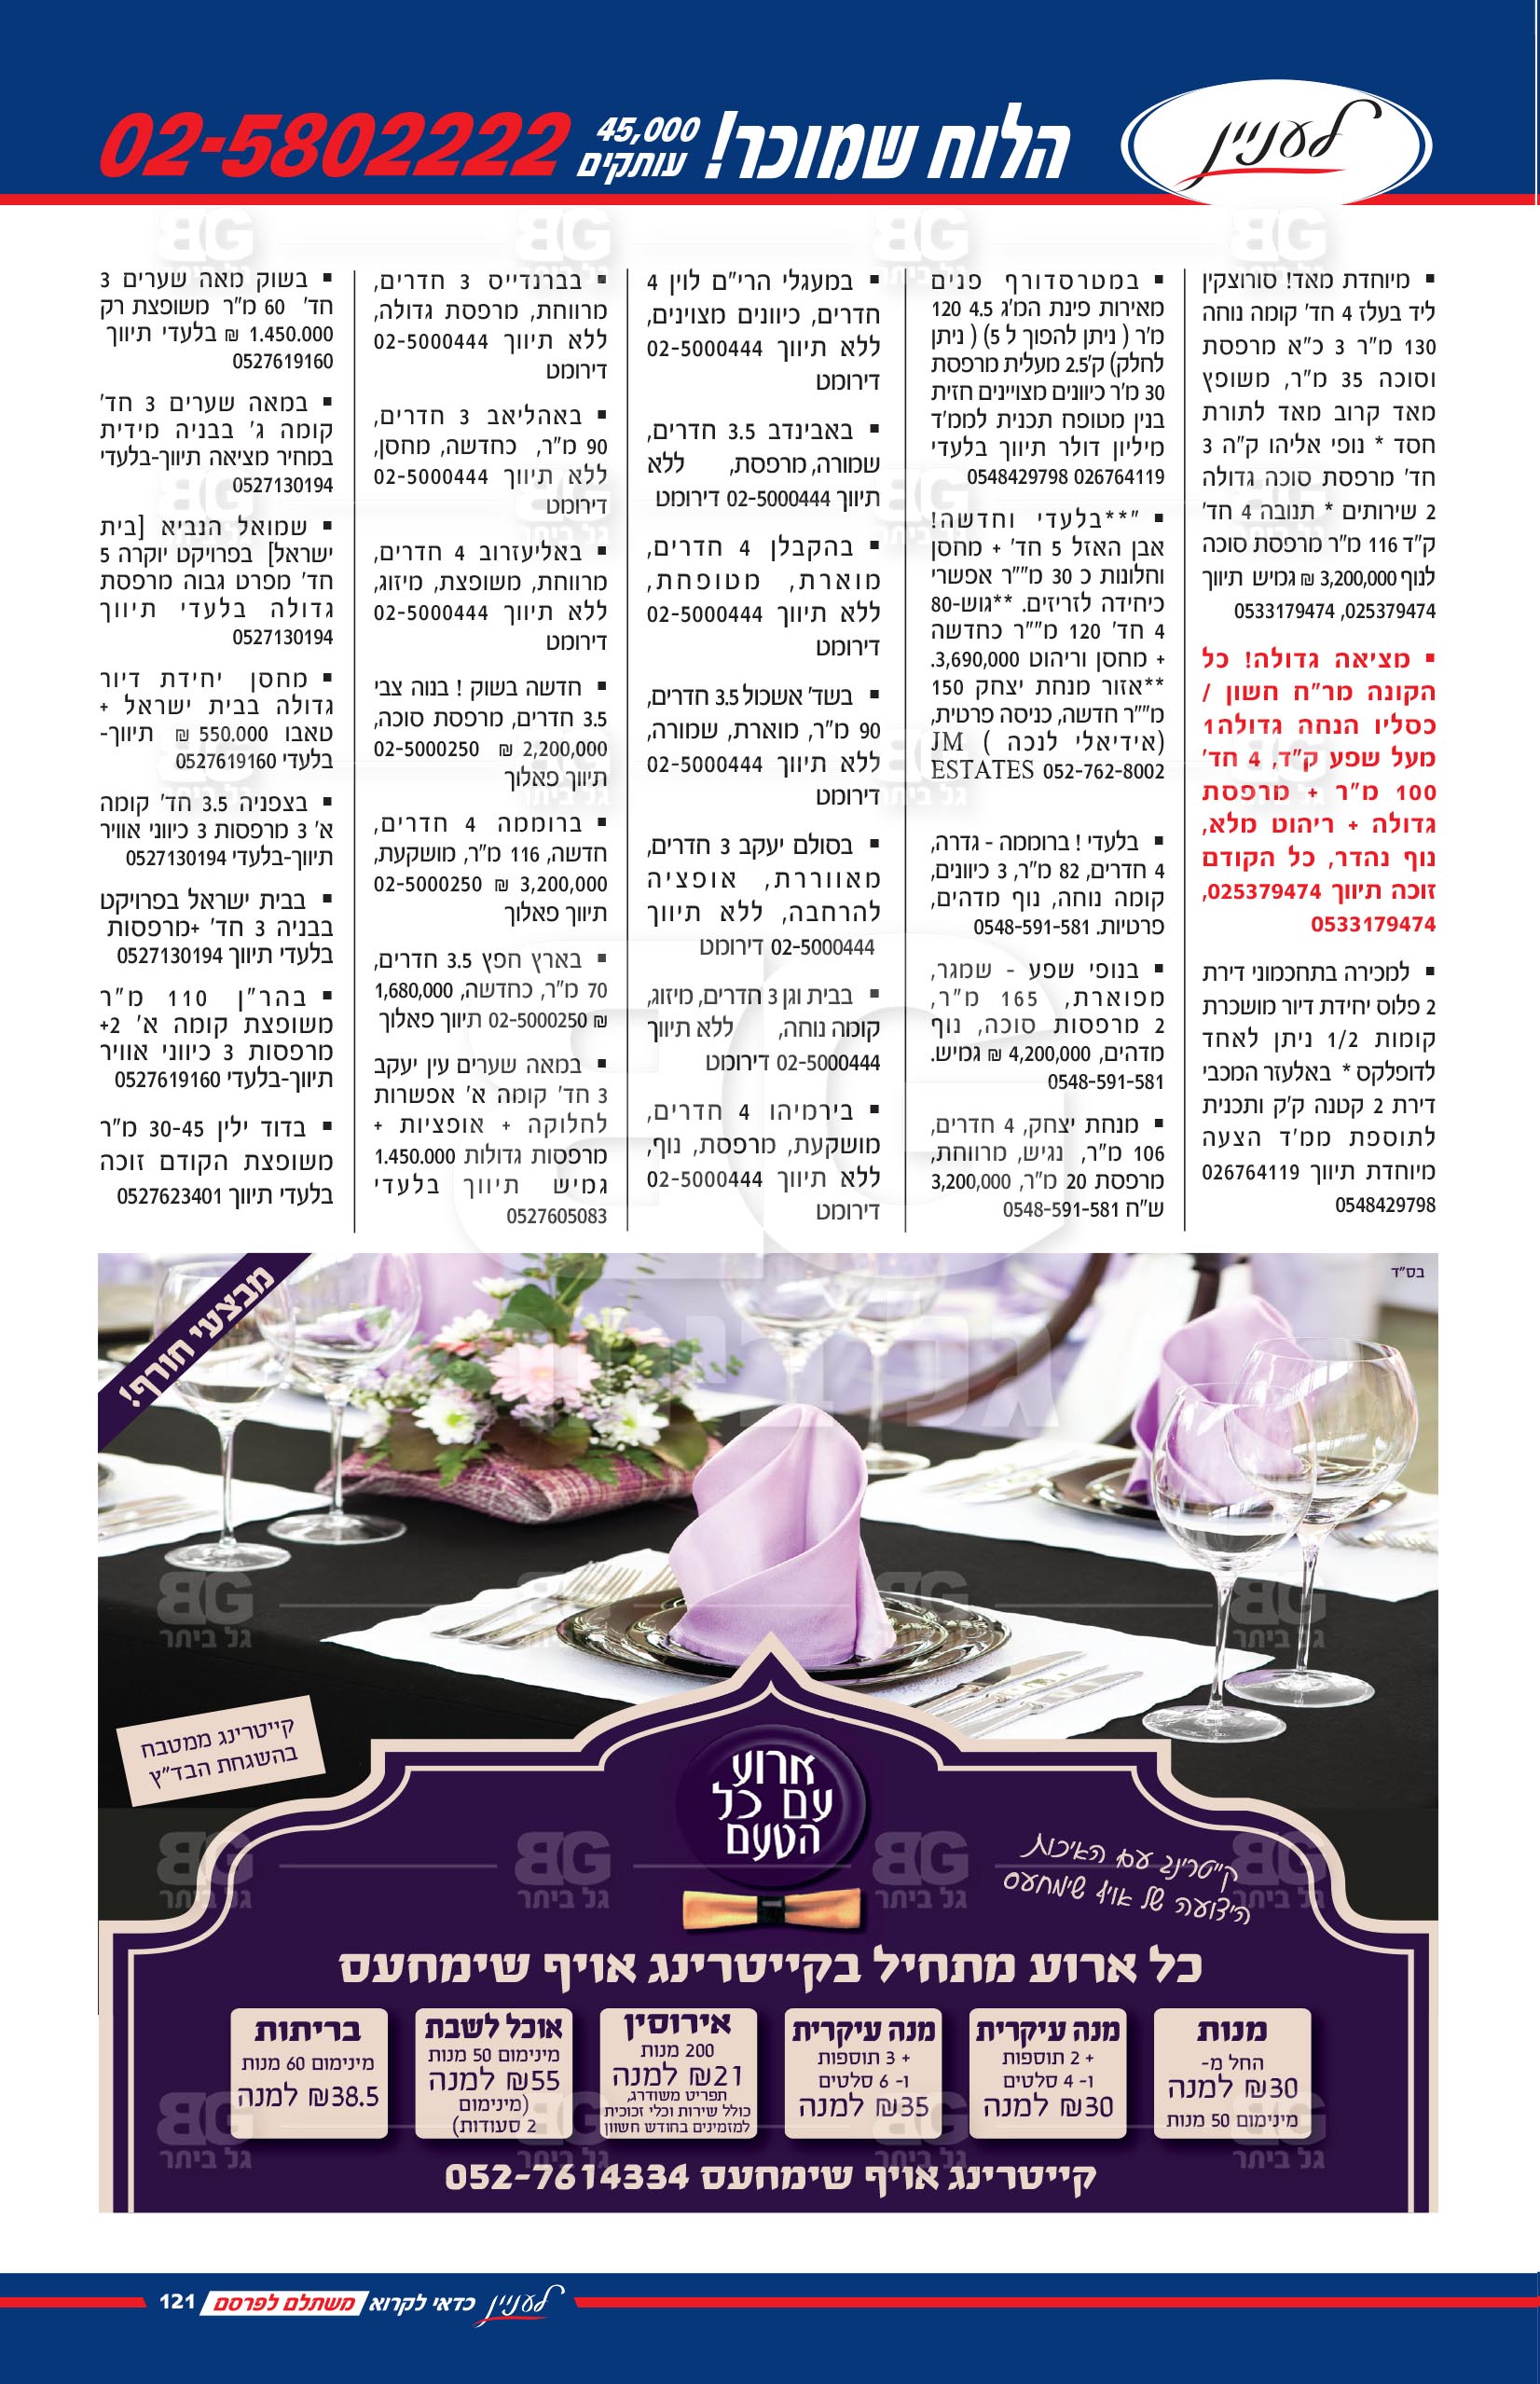 לעניין
הלוח שמוכר!
45,000
עותקים
02-5802222
▪ מיוחדת מאד! סורוצקין
ליד בעלז 4 חד' קומה נוחה
130 מ"ר 3 כ"א מרפסת
וסוכה 35 מ"ר, משופץ
מאד קרוב מאד לתורת
חסד * נופי אליהו ק"ה 3
חד' מרפסת סוכה גדולה
2 שירותים * תנובה 4 חד'
ק"ד 116 מ"ר מרפסת סוכה
לנוף 3,200,000 ₪ גמיש תיווך
025379474, 0533179474
▪ מציאה גדולה! כל
הקונה מר"ח חשון /
כסליו הנחה גדולה1
מעל שפע ק"ד, 4 חד'
100 מ"ר + מרפסת
גדולה + ריהוט מלא,
נוף נהדר, כל הקודם
זוכה תיווך 025379474,
0533179474
▪ למכירה בתחכמוני דירת
2 פלוס יחידת דיור מושכרת
קומות 1/2 ניתן לאחד
לדופלקס * באלעזר המכבי
דירת 2 קטנה ק'ק ותכנית
לתוספת ממ'ד הצעה
מיוחדת תיווך 026764119
0548429798
▪ במטרסדורף פנים
מאירות פינת המ'ג 4.5 120
מ'ר ( ניתן להפוך ל 5) ( ניתן
לחלק) ק'2.5 מעלית מרפסת
30 מ'ר כיוונים מצויינים חזית
בנין מטופח תכנית לממ'ד
מיליון דולר תיווך בלעדי
026764119 0548429798
▪ "**בלעדי וחדשה!
אבן האזל 5 חד' + מחסן
וחלונות כ 30 מ""ר אפשרי
כיחידה לזריזים. **גוש-80
4 חד' 120 מ""ר כחדשה
+ מחסן וריהוט 3,690,000.
**אזור מנחת יצחק 150
מ""ר חדשה, כניסה פרטית,
(אידיאלי לנכה ( JM
ESTATES 052-762-8002
▪ בלעדי ! ברוממה - גדרה,
4 חדרים, 82 מ"ר, 3 כיוונים,
קומה נוחה, נוף מדהים,
פרטיות. 0548-591-581
▪ בנופי שפע - שמגר,
מפוארת, 165 מ"ר,
2 מרפסות סוכה, נוף
מדהים, 4,200,000 ₪ גמיש.
0548-591-581
▪ מנחת יצחק, 4 חדרים,
106 מ"ר, נגיש, מרווחת,
מרפסת 20 מ"ר, 3,200,000
ש"ח 0548-591-581
▪ במעגלי הרי"ם לוין 4
חדרים, כיוונים מצוינים,
ללא תיווך 02-5000444
דירומט
▪ באבינדב 3.5 חדרים,
שמורה, מרפסת, ללא
תיווך 02-5000444 דירומט
▪ בהקבלן 4 חדרים,
מוארת, מטופחת,
ללא תיווך 02-5000444
דירומט
▪ בשד' אשכול 3.5 חדרים,
90 מ"ר, מוארת, שמורה,
ללא תיווך 02-5000444
דירומט
▪ בסולם יעקב 3 חדרים,
מאווררת, אופציה
להרחבה, ללא תיווך
02-5000444 דירומט
▪ בבית וגן 3 חדרים, מיזוג,
קומה נוחה, ללא תיווך
02-5000444 דירומט
▪ בירמיהו 4 חדרים,
מושקעת, מרפסת, נוף,
ללא תיווך 02-5000444
דירומט
▪ בברנדייס 3 חדרים,
מרווחת, מרפסת גדולה,
ללא תיווך 02-5000444
דירומט
▪ באהליאב 3 חדרים,
90 מ"ר, כחדשה, מחסן,
ללא תיווך 02-5000444
דירומט
▪ באליעזרוב 4 חדרים,
מרווחת, משופצת, מיזוג,
ללא תיווך 02-5000444
דירומט
▪ חדשה בשוק ! בנוה צבי
3.5 חדרים, מרפסת סוכה,
2,200,000 ₪ 02-5000250
תיווך פאלוך
▪ ברוממה 4 חדרים,
חדשה, 116 מ"ר, מושקעת,
3,200,000 ₪ 02-5000250
תיווך פאלוך
▪ בארץ חפץ 3.5 חדרים,
70 מ"ר, כחדשה, 1,680,000
₪ 02-5000250 תיווך פאלוך
▪ במאה שערים עין יעקב
3 חד' קומה א' אפשרות
לחלוקה + אופציות +
מרפסות גדולות 1.450.000
גמיש תיווך בלעדי
0527605083
▪ בשוק מאה שערים 3
חד' 60 מ"ר משופצת רק
1.450.000 ₪ בלעדי תיווך
0527619160
▪ במאה שערים 3 חד'
קומה ג' בבניה מידית
במחיר מציאה תיווך-בלעדי
0527130194
▪ שמואל הנביא [בית
ישראל] בפרויקט יוקרה 5
חד' מפרט גבוה מרפסת
גדולה בלעדי תיווך
0527130194
▪ מחסן יחידת דיור
גדולה בבית ישראל +
טאבו 550.000 ₪ תיווך-
בלעדי 0527619160
▪ בצפניה 3.5 חד' קומה
א' 3 מרפסות 3 כיווני אוויר
תיווך-בלעדי 0527130194
▪ בבית ישראל בפרויקט
בבניה 3 חד' +מרפסות
בלעדי תיווך 0527130194
▪ בהר"ן 110 מ"ר
משופצת קומה א' 2+
מרפסות 3 כיווני אוויר
תיווך-בלעדי 0527619160
▪ בדוד ילין 30-45 מ"ר
משופצת הקודם זוכה
בלעדי תיווך 0527623401
בס"ד
מבצעי חורף!
קייטרינג ממטבח
בהשגחת הבד"ץ
ארוע
עם כל
הטעם
קייטרינג עם האיכות
הידועה של אויף שימחעס
כל ארוע מתחיל בקייטרינג אויף שימחעס
מנות
החל מ-
30₪ למנה
מינימום 50 מנות
מנה עיקרית
+ 2 תוספות
ו- 4 סלטים
30₪ למנה
מנה עיקרית
+ 3 תוספות
ו- 6 סלטים
35₪ למנה
אירוסין
200 מנות
21₪ למנה
תפריט משודרג,
כולל שירות וכלי זכוכית
למזמינים בחודש חשוון
אוכל לשבת
מינימום 50 מנות
55₪ למנה
(מינימום
2 סעודות)
בריתות
מינימום 60 מנות
38.5₪ למנה
קייטרינג אויף שימחעס 052-7614334
לעניין כדאי לקרוא משתלם לפרסם 121
BG
גל ביתר